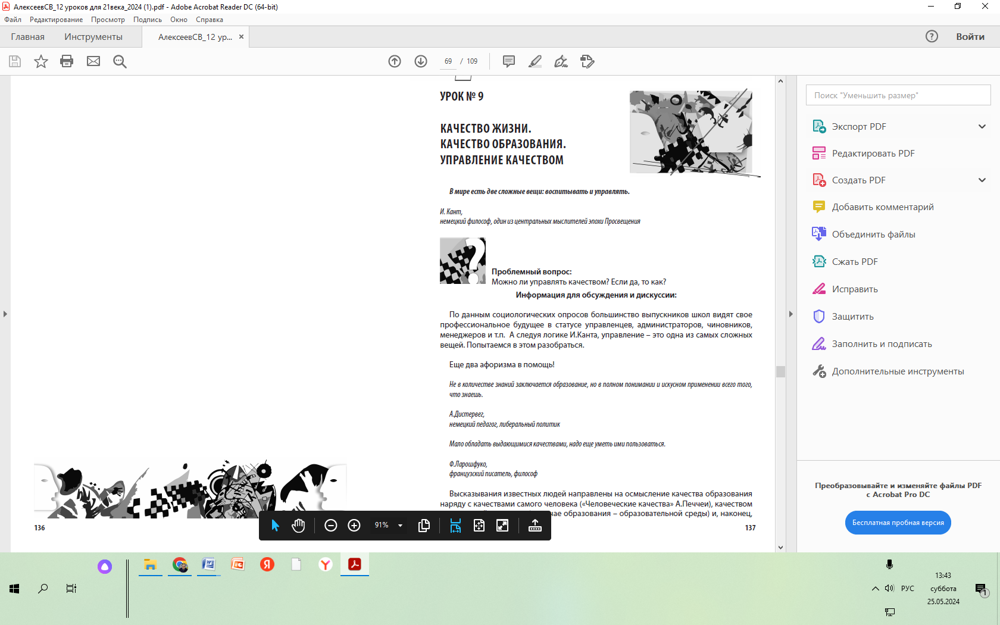 АлексеевСВ_12 уроков для 21века_2024 (1).pdf - Adobe Acrobat Reader DC (64-bit)
Файл Редактирование Просмотр Подпись Окно Справка
Главная Инструменты АлексеевСВ_12 ур... × Войти
69 / 109
УРОК № 9
КАЧЕСТВО ЖИЗНИ.
КАЧЕСТВО ОБРАЗОВАНИЯ.
УПРАВЛЕНИЕ КАЧЕСТВОМ
В мире есть две сложные вещи: воспитывать и управлять.
И. Кант,
немецкий философ, один из центральных мыслителей эпохи Просвещения
Проблемный вопрос:
Можно ли управлять качеством? Если да, то как?
Информация для обсуждения и дискуссии:
По данным социологических опросов большинство выпускников школ видят свое
профессиональное будущее в статусе управленцев, администраторов, чиновников,
менеджеров и т.п. А следуя логике И.Канта, управление – это одна из самых сложных
вещей. Попытаемся в этом разобраться.
Еще два афоризма в помощь!
Не в количестве знаний заключается образование, но в полном понимании и искусном применении всего того,
что знаешь.
А.Дистервег,
немецкий педагог, либеральный политик
Мало обладать выдающимися качествами, надо еще уметь ими пользоваться.
Ф.Ларошфуко,
французский писатель, философ
Высказывания известных людей направлены на осмысление качества образования
наряду с качествами самого человека («Человеческие качества» А.Печчеи), качеством
чае образования – образовательной среды) и, наконец,
136
137
91%
Поиск "Уменьшить размер"
Экспорт PDF
Редактировать PDF
Создать PDF
Добавить комментарий
Объединить файлы
Сжать PDF
Исправить
Защитить
Заполнить и подписать
Дополнительные инструменты
Преобразовывайте и изменяйте файлы PDF
с Acrobat Pro DC
Бесплатная пробная версия
РУС
13:43
суббота
25.05.2024
1